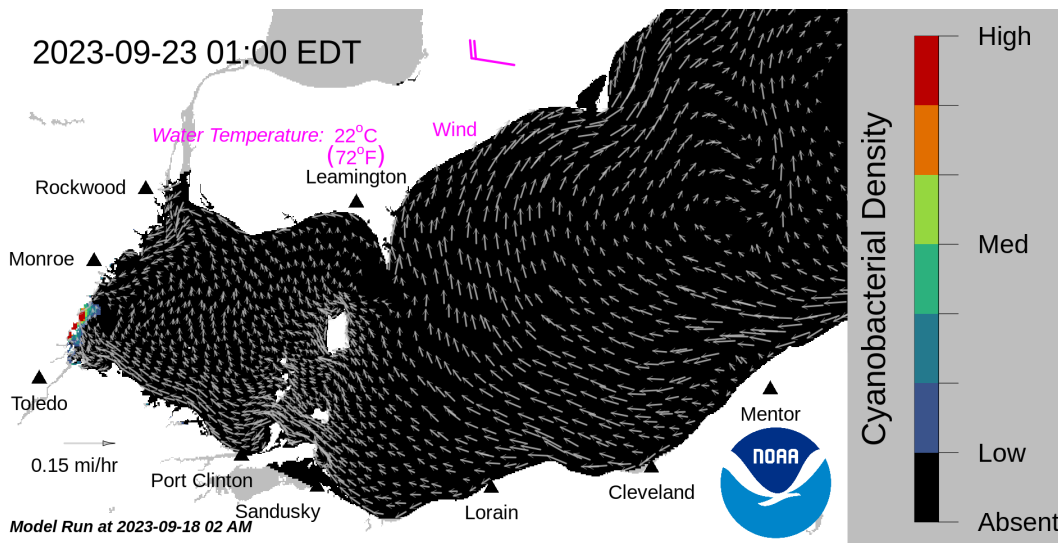 2023-09-23 01:00 EDT
Wind
Water Temperature: 22°C
(72°F)
Leamington
Rockwood
Monroe
Toledo
0.15 mi/hr
Port Clinton
Sandusky
Lorain
Cleveland
Mentor
NOAA
Model Run at 2023-09-18 02 AM
Cyanobacterial Density
High
Med
Low
Absent